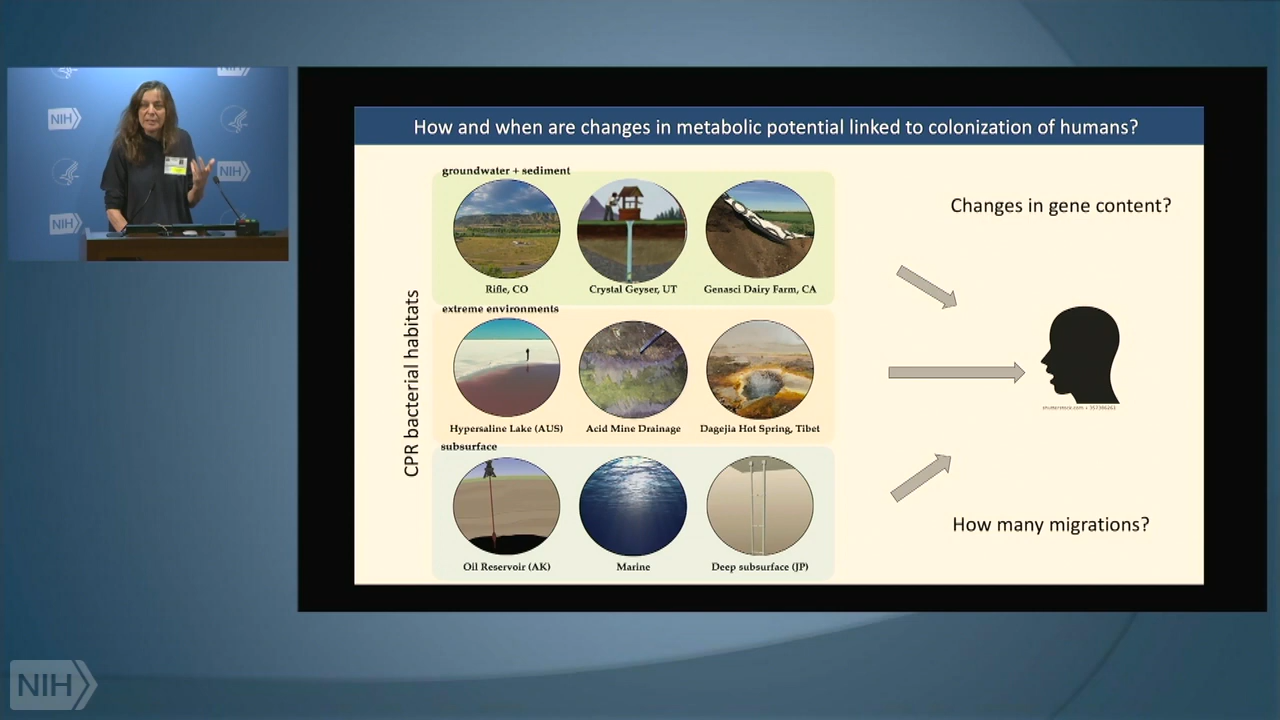 How and when are changes in metabolic potential linked to colonization of humans?
groundwater + sediment
Rifle, CO
Crystal Geyser, UT
Genasci Dairy Farm, CA
extreme environments
Hypersaline Lake (AUS)
Acid Mine Drainage
Dagejia Hot Spring, Tibet
subsurface
Oil Reservoir (AK)
Marine
Deep subsurface (JP)
CPR bacterial habitats
Changes in gene content?
How many migrations?
NIH
NIH
NIH
NIH
NIH